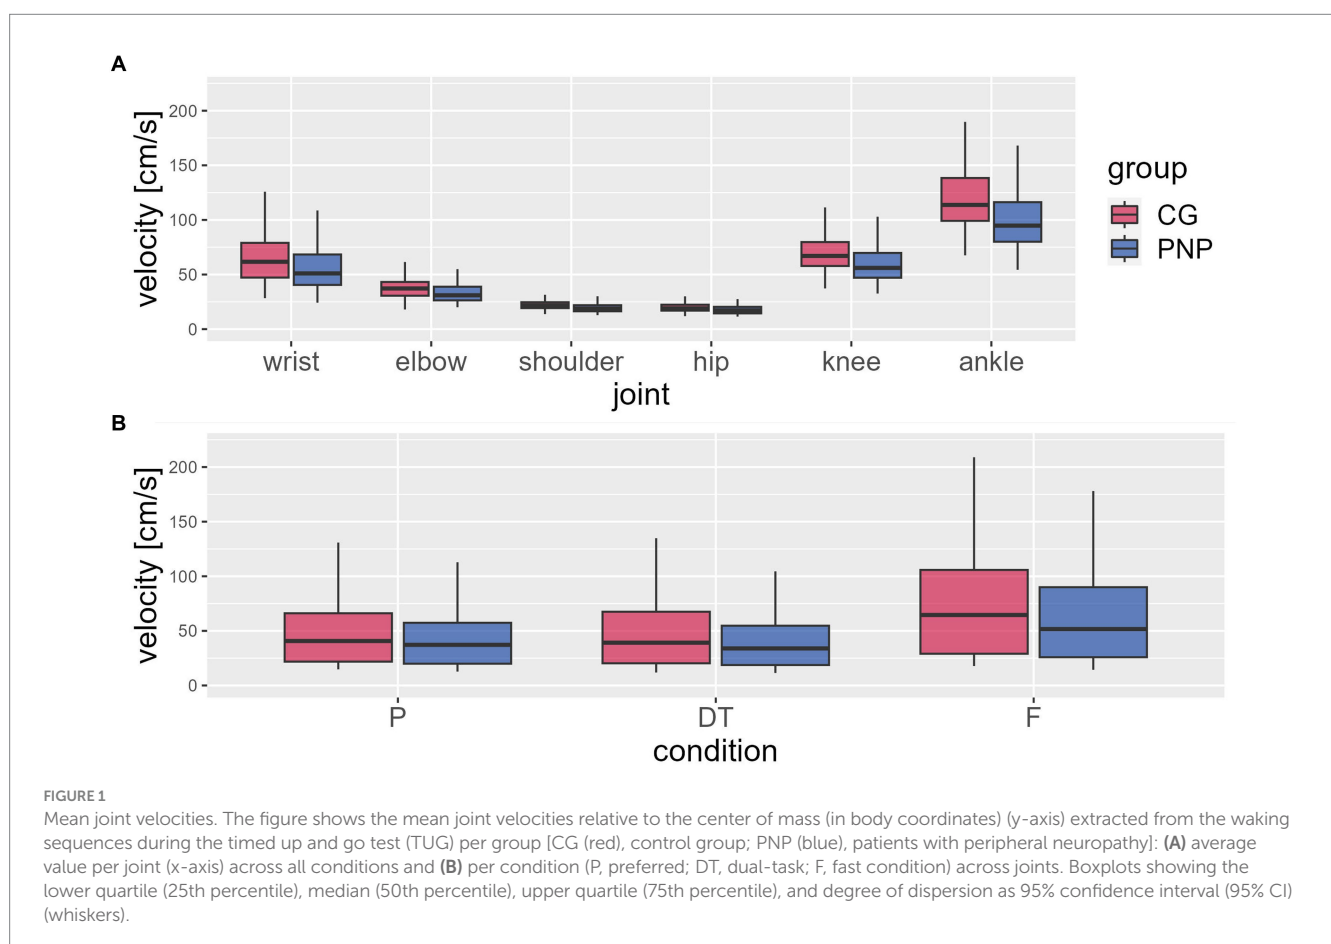 A
velocity [cm/s]
200
150
100
50
0
wrist elbow shoulder hip knee ankle
joint
group
CG
PNP
B
velocity [cm/s]
200
150
100
50
0
P DT F
condition
FIGURE 1
Mean joint velocities. The figure shows the mean joint velocities relative to the center of mass (in body coordinates) (y-axis) extracted from the waking
sequences during the timed up and go test (TUG) per group [CG (red), control group; PNP (blue), patients with peripheral neuropathy]: (A) average
value per joint (x-axis) across all conditions and (B) per condition (P, preferred; DT, dual-task; F, fast condition) across joints. Boxplots showing the
lower quartile (25th percentile), median (50th percentile), upper quartile (75th percentile), and degree of dispersion as 95% confidence interval (95% CI)
(whiskers).